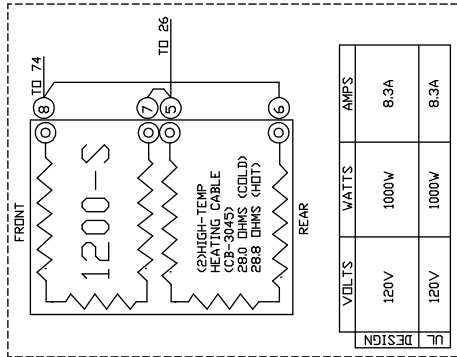 TO 74
TO 26
8
7
5
6
FRONT
1200-S
(2)HIGH-TEMP
HEATING CABLE
(CB-3045)
28.0 OHMS (COLD)
28.8 OHMS (HOT)
REAR
VOLTS WATTS AMPS
DESIGN 120V 1000W 8.3A
UL 120V 1000W 8.3A